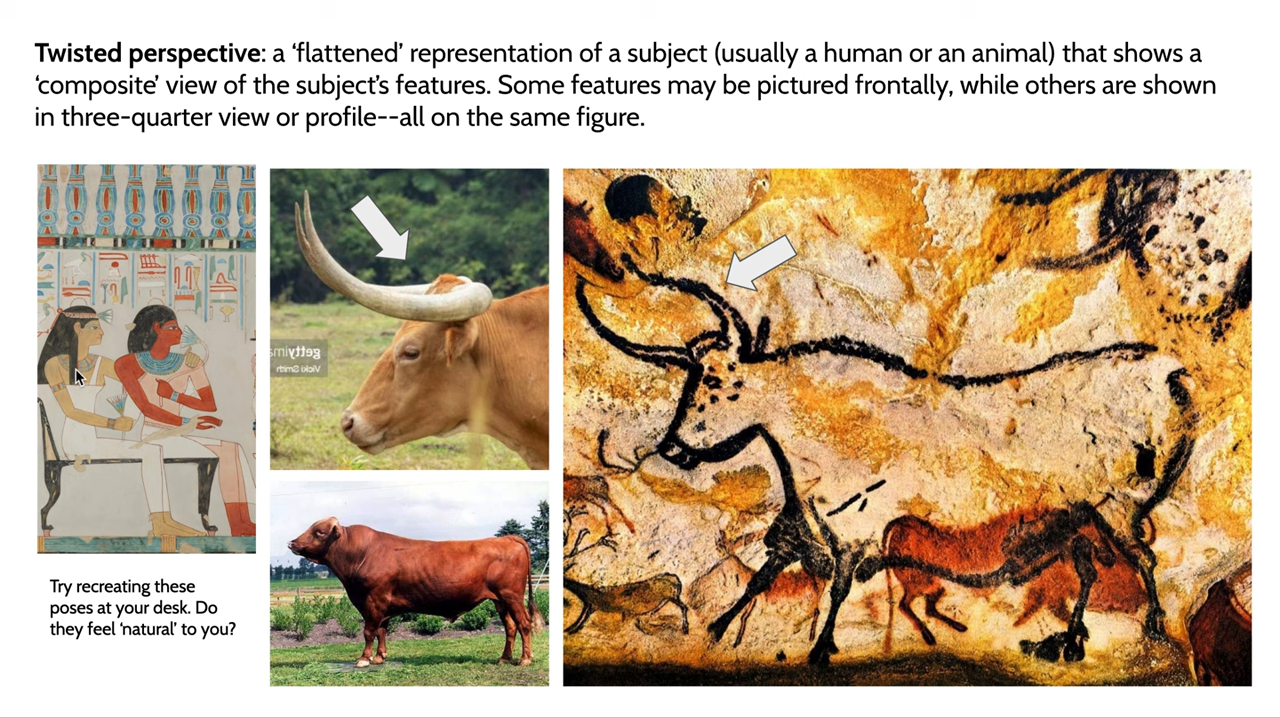 Twisted perspective: a ‘flattened’ representation of a subject (usually a human or an animal) that shows a
‘composite’ view of the subject’s features. Some features may be pictured frontally, while others are shown
in three-quarter view or profile--all on the same figure.
Try recreating these
poses at your desk. Do
they feel ‘natural’ to you?